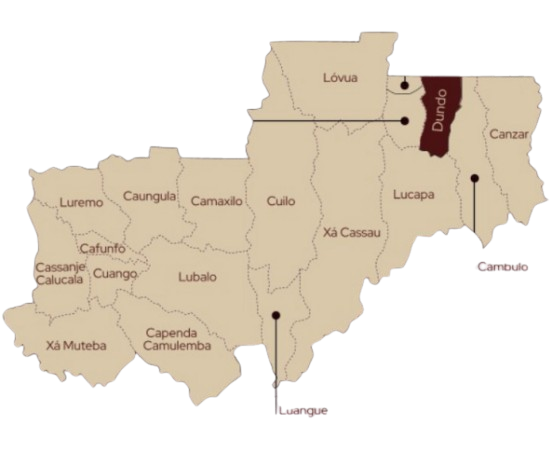 Lóvua
Dundo
Canzar
Luremo
Caungula
Camaxilo
Cuilo
Lucapa
Xá Cassau
Cafunfo
Cassanje
Calucala
Cuango
Lubalo
Cambulo
Xá Muteba
Capenda
Camulemba
Luangue